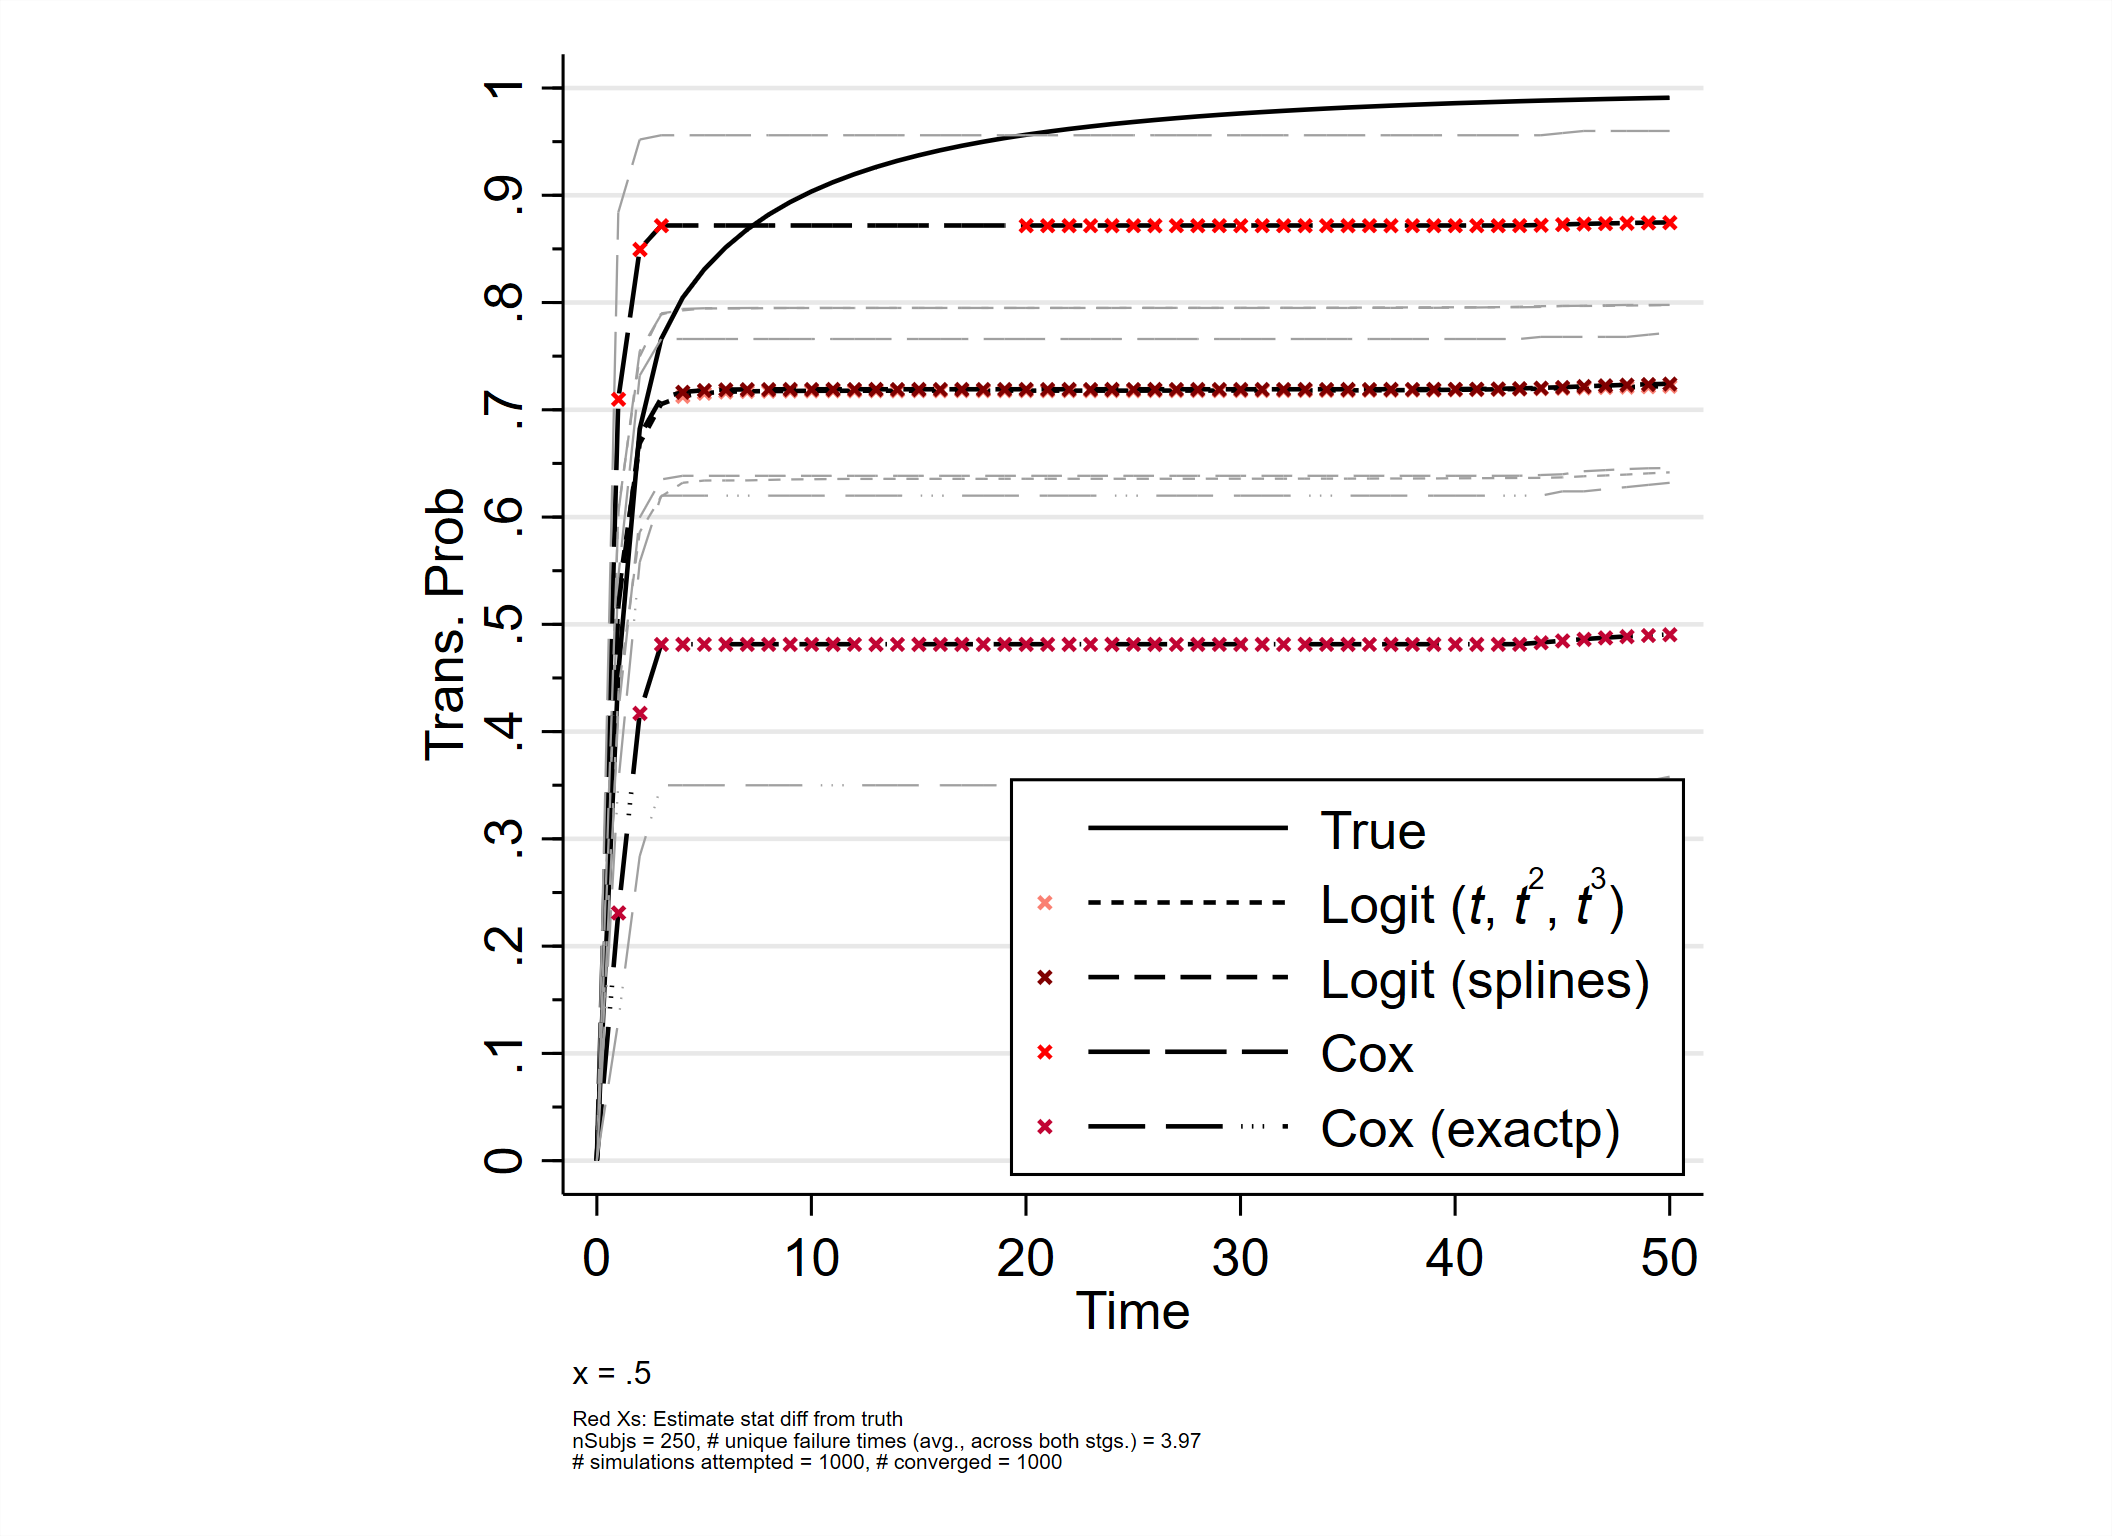 1
.9
.8
.7
.6
.5
.4
.3
.2
.1
0
Trans. Prob
True
Logit (t, t², t³)
Logit (splines)
Cox
Cox (exactp)
0 10 20 30 40 50
Time
x = .5
Red Xs: Estimate stat diff from truth
nSubjs = 250, # unique failure times (avg., across both stgs.) = 3.97
# simulations attempted = 1000, # converged = 1000